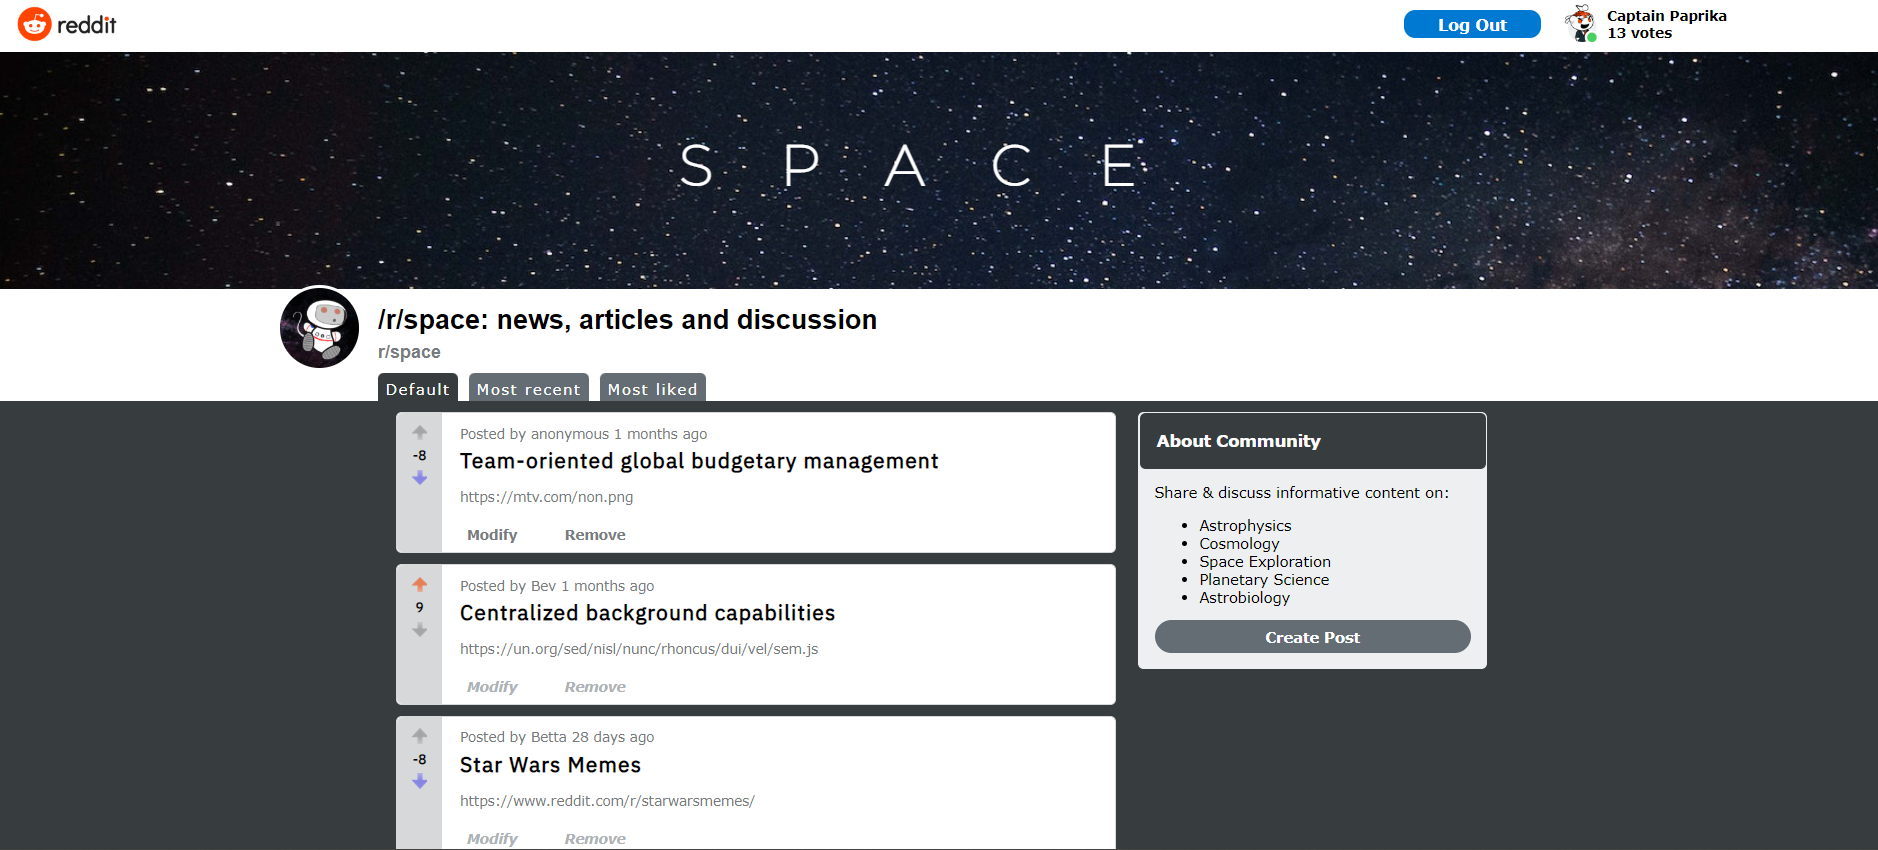 reddit
Log Out
Captain Paprika
13 votes
S P A C E
/r/space: news, articles and discussion
r/space
Default
Most recent
Most liked
-8
Posted by anonymous 1 months ago
Team-oriented global budgetary management
https://mtv.com/non.png
Modify
Remove
9
Posted by Bev 1 months ago
Centralized background capabilities
https://un.org/sed/nisl/nunc/rhoncus/dui/vel/sem.js
Modify
Remove
-8
Posted by Betta 28 days ago
Star Wars Memes
https://www.reddit.com/r/starwarsmemes/
Modify
Remove
About Community
Share & discuss informative content on:
• Astrophysics
• Cosmology
• Space Exploration
• Planetary Science
• Astrobiology
Create Post